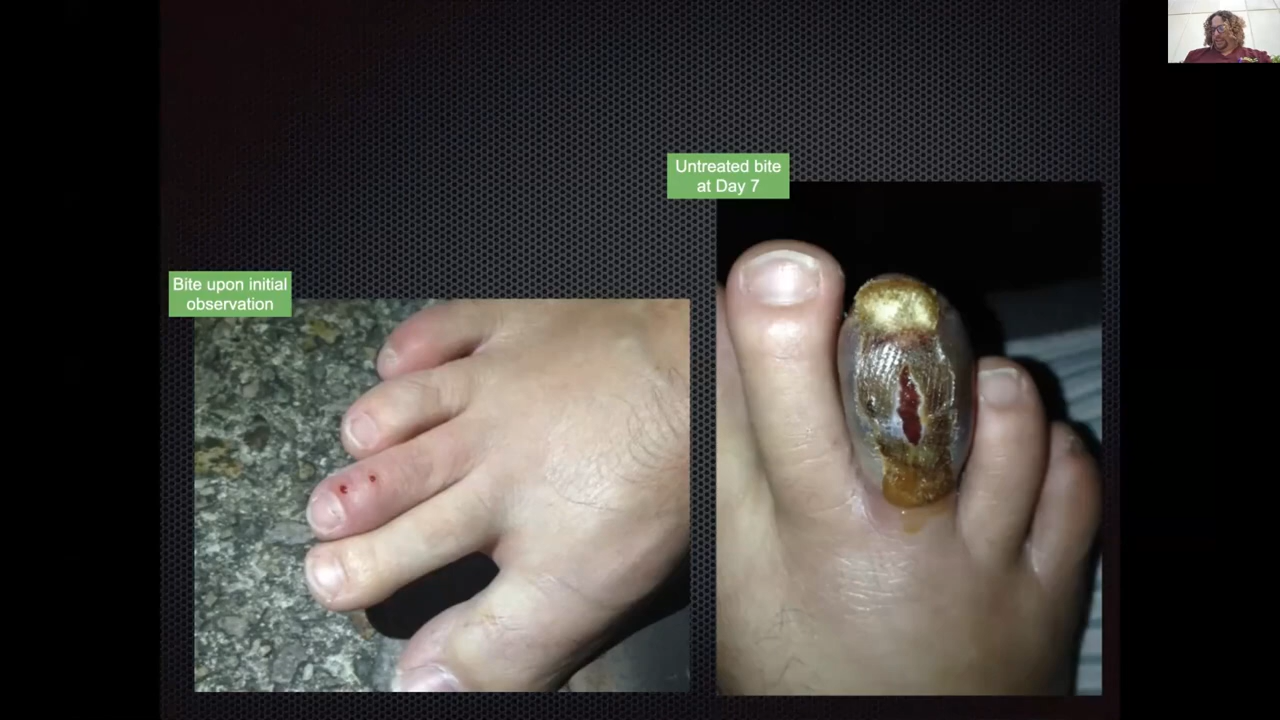 Untreated bite
at Day 7
Bite upon initial
observation